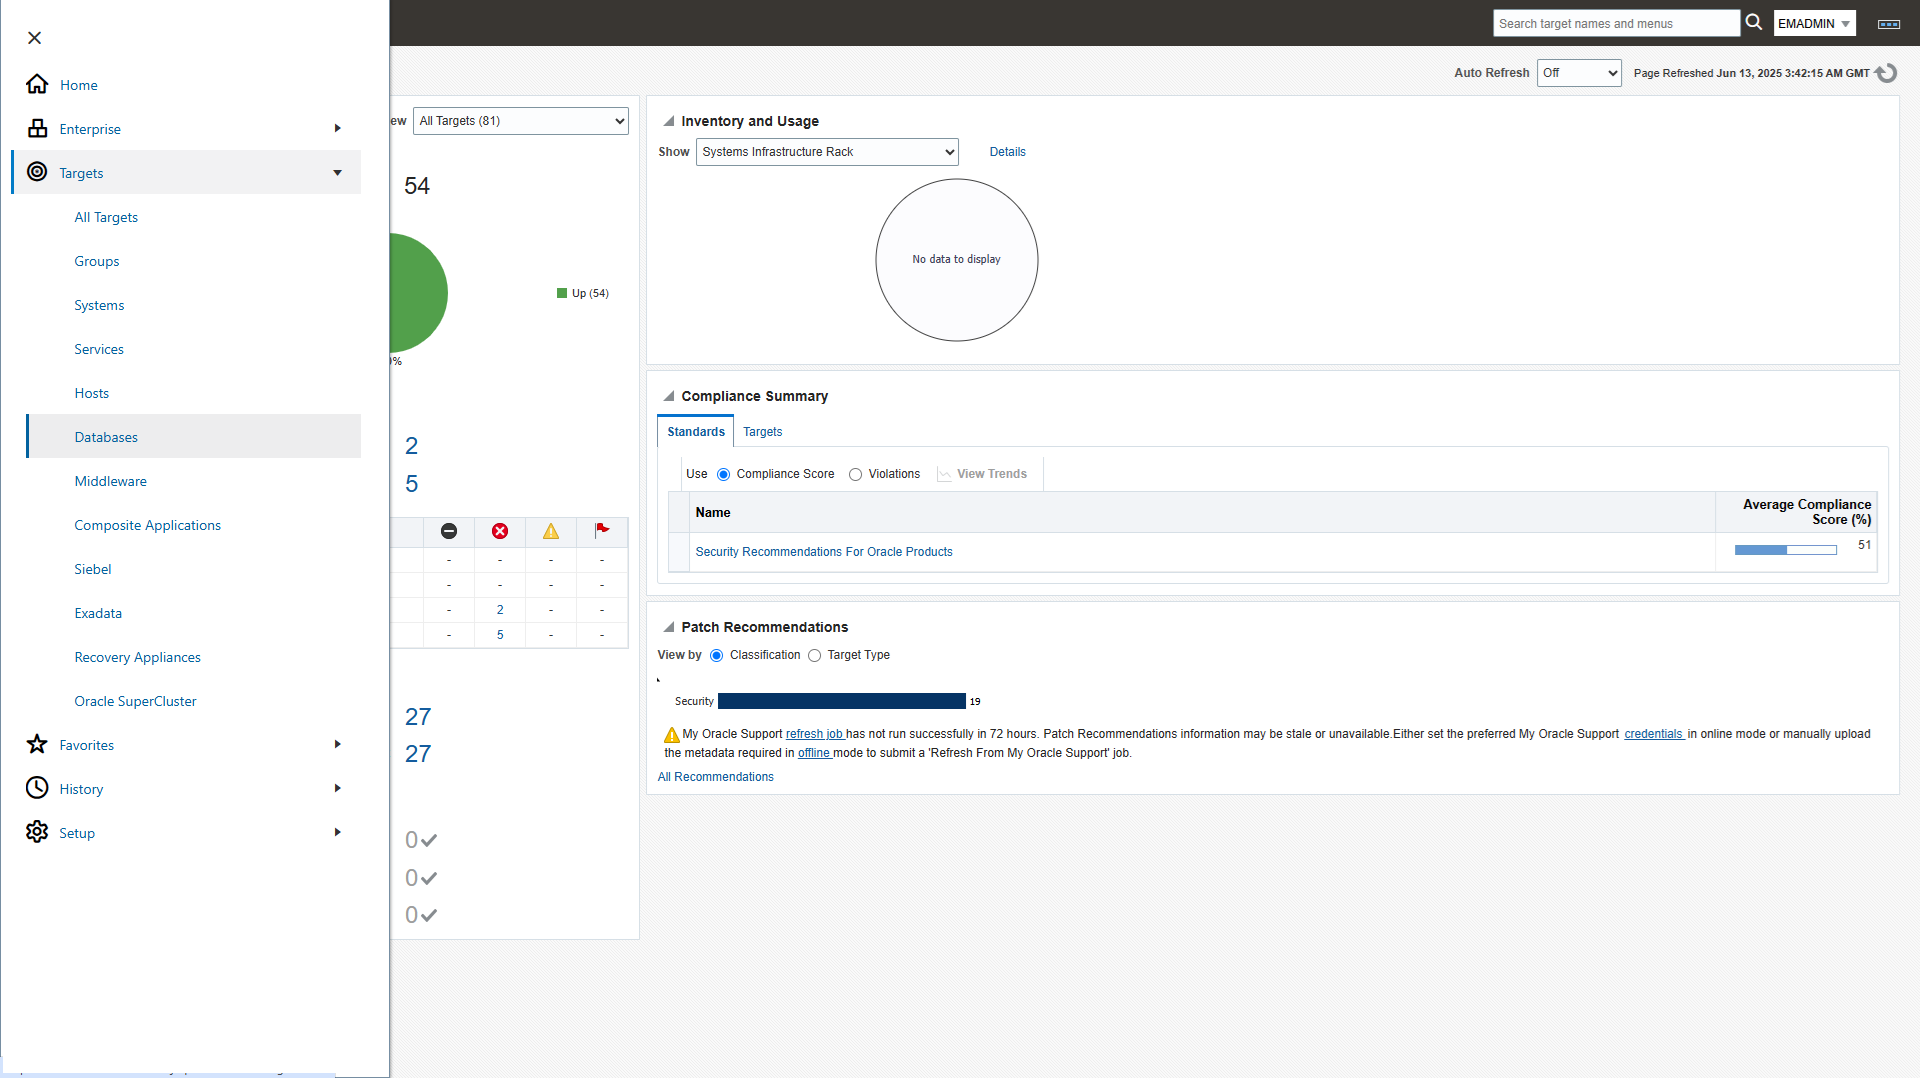 Search target names and menus
EMADMIN
Home
Enterprise
Targets
All Targets
Groups
Systems
Services
Hosts
Databases
Middleware
Composite Applications
Siebel
Exadata
Recovery Appliances
Oracle SuperCluster
Favorites
History
Setup
Auto Refresh Off Page Refreshed Jun 13, 2025 3:42:15 AM GMT
ew All Targets (81)
54
Up (54)
%
2
5
- - - -
- - - -
- 2 - -
- 5 - -
27
27
0
0
0
Inventory and Usage
Show Systems Infrastructure Rack Details
No data to display
Compliance Summary
Standards Targets
Use Compliance Score Violations View Trends
Name Average Compliance
Score (%)
Security Recommendations For Oracle Products 51
Patch Recommendations
View by Classification Target Type
Security 19
My Oracle Support refresh job has not run successfully in 72 hours. Patch Recommendations information may be stale or unavailable.Either set the preferred My Oracle Support credentials in online mode or manually upload
the metadata required in offline mode to submit a 'Refresh From My Oracle Support' job.
All Recommendations